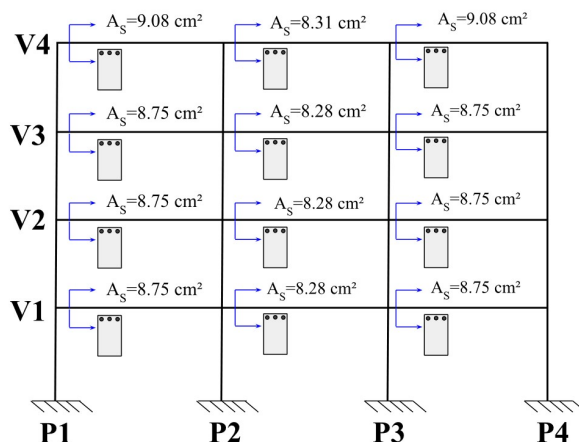 A_S=9.08 cm² A_S=8.31 cm² A_S=9.08 cm²
V4
A_S=8.75 cm² A_S=8.28 cm² A_S=8.75 cm²
V3
A_S=8.75 cm² A_S=8.28 cm² A_S=8.75 cm²
V2
A_S=8.75 cm² A_S=8.28 cm² A_S=8.75 cm²
V1
P1 P2 P3 P4